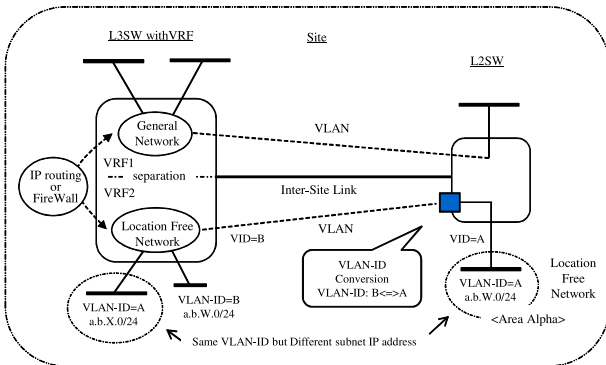 L3SW withVRF
Site
L2SW
General
Network
VLAN
VRF1
separation
VRF2
IP routing
or
FireWall
Inter-Site Link
Location Free
Network
VID=B
VLAN
VID=A
VLAN-ID
Conversion
VLAN-ID: B<=>A
Location
Free
Network
VLAN-ID=A
a.b.X.0/24
VLAN-ID=B
a.b.W.0/24
VLAN-ID=A
a.b.W.0/24
<Area Alpha>
Same VLAN-ID but Different subnet IP address